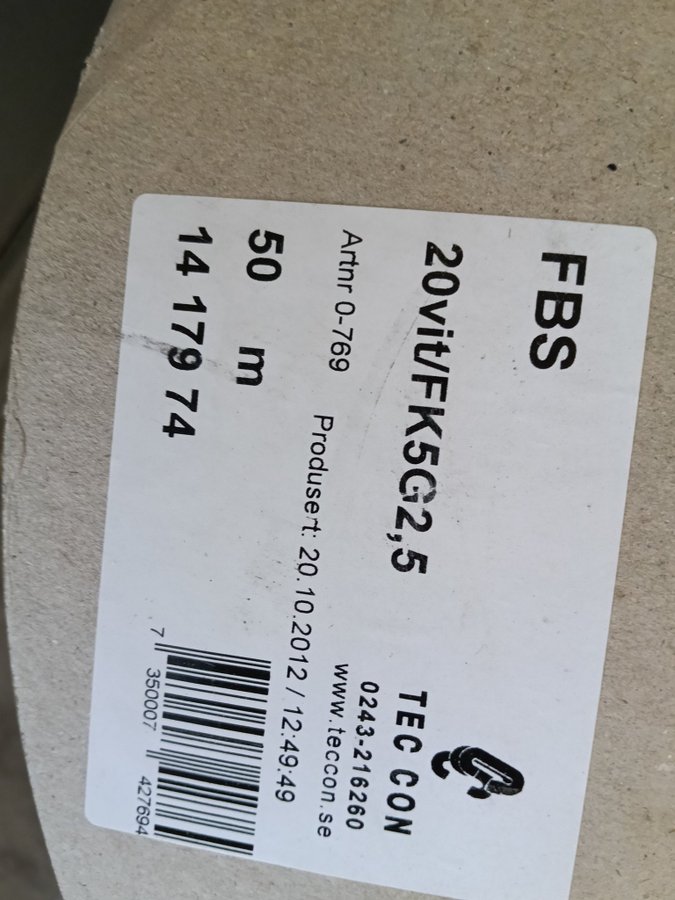 FBS
20vit/FK5G2,5
Artnr 0-769
Produsert: 20.10.2012 / 12:49:49
50 m
14 179 74
TEC CON
0243-216260
www.teccon.se
7 350007 427694